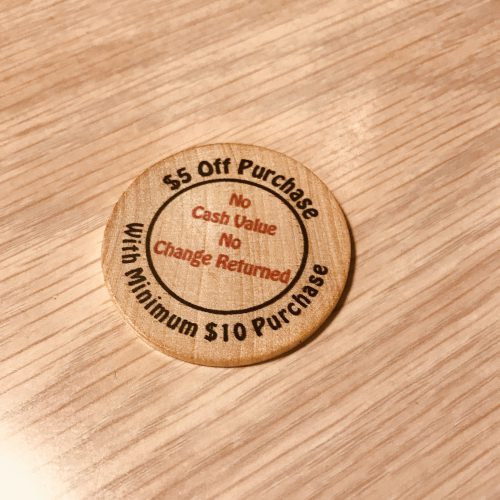 $5 Off Purchase
No
Cash Value
No
Change Returned
With Minimum $10 Purchase